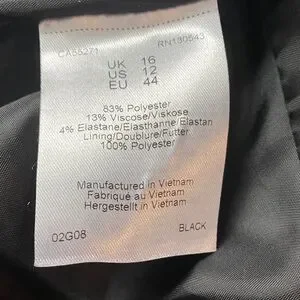 CA55271 RN130543
UK 16
US 12
EU 44
83% Polyester
13% Viscose/Viskose
4% Elastane/Elasthanne/Elastan
Lining/Doublure/Futter
100% Polyester
Manufactured in Vietnam
Fabriqué au Vietnam
Hergestellt in Vietnam
02G08 BLACK